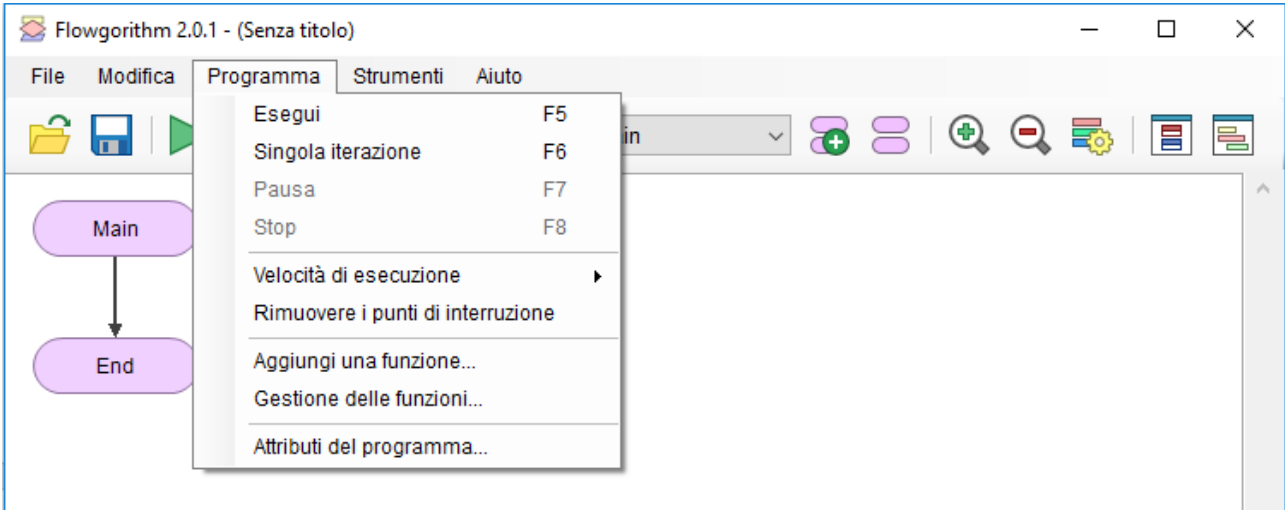 Flowgorithm 2.0.1 - (Senza titolo)
File Modifica Programma Strumenti Aiuto
Esegui F5
Singola iterazione F6
in
Pausa F7
Stop F8
Velocità di esecuzione
Rimuovere i punti di interruzione
Aggiungi una funzione...
Gestione delle funzioni...
Attributi del programma...
Main
End